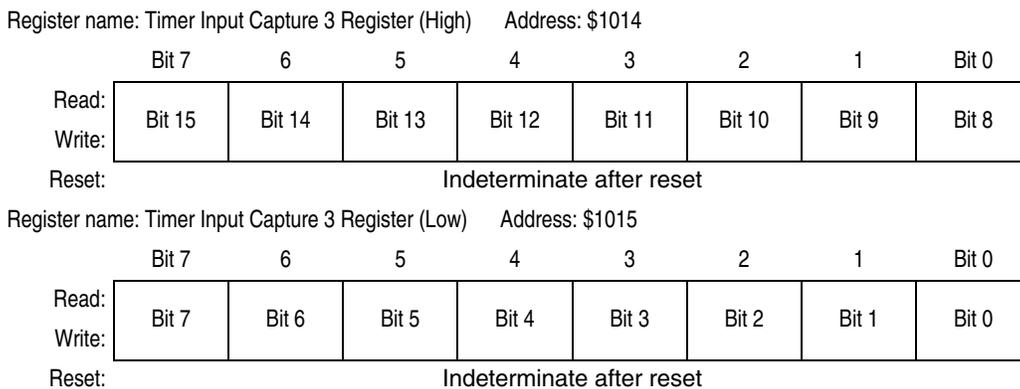 Register name: Timer Input Capture 3 Register (High) Address: $1014
Bit 7 6 5 4 3 2 1 Bit 0
Read:
Bit 15 Bit 14 Bit 13 Bit 12 Bit 11 Bit 10 Bit 9 Bit 8
Write:
Reset: Indeterminate after reset
Register name: Timer Input Capture 3 Register (Low) Address: $1015
Bit 7 6 5 4 3 2 1 Bit 0
Read:
Bit 7 Bit 6 Bit 5 Bit 4 Bit 3 Bit 2 Bit 1 Bit 0
Write:
Reset: Indeterminate after reset